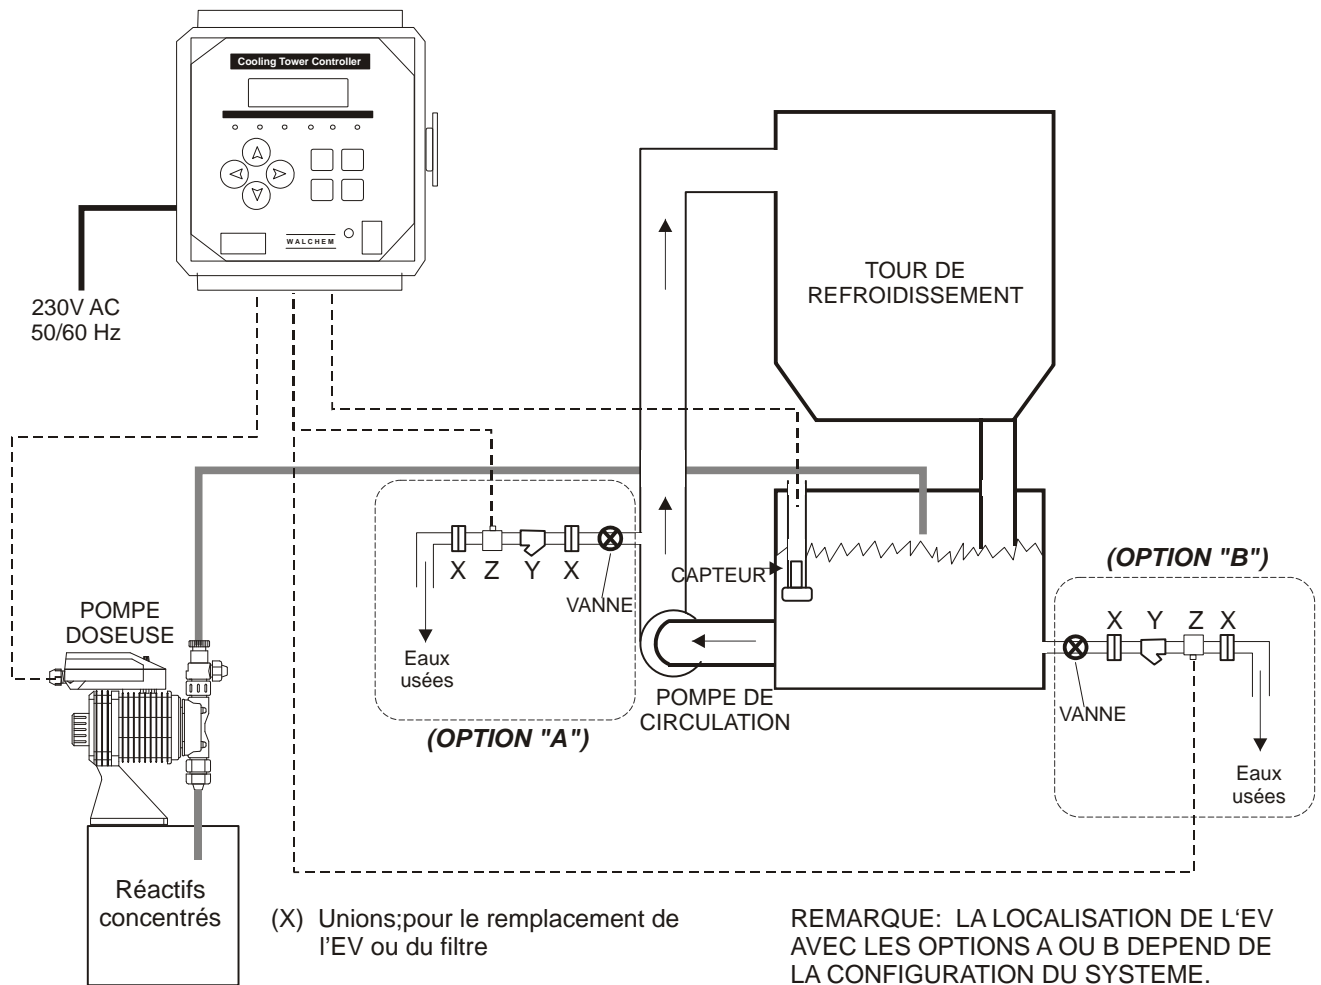 Cooling Tower Controller
WALCHEM
230V AC
50/60 Hz
TOUR DE
REFROIDISSEMENT
X Z Y X
CAPTEUR
VANNE
Eaux
usées
(OPTION "A")
POMPE DE
CIRCULATION
(OPTION "B")
X Y Z X
VANNE
Eaux
usées
POMPE
DOSEUSE
Réactifs
concentrés
(X) Unions;pour le remplacement de
l'EV ou du filtre
REMARQUE: LA LOCALISATION DE L‘EV
AVEC LES OPTIONS A OU B DEPEND DE
LA CONFIGURATION DU SYSTEME.